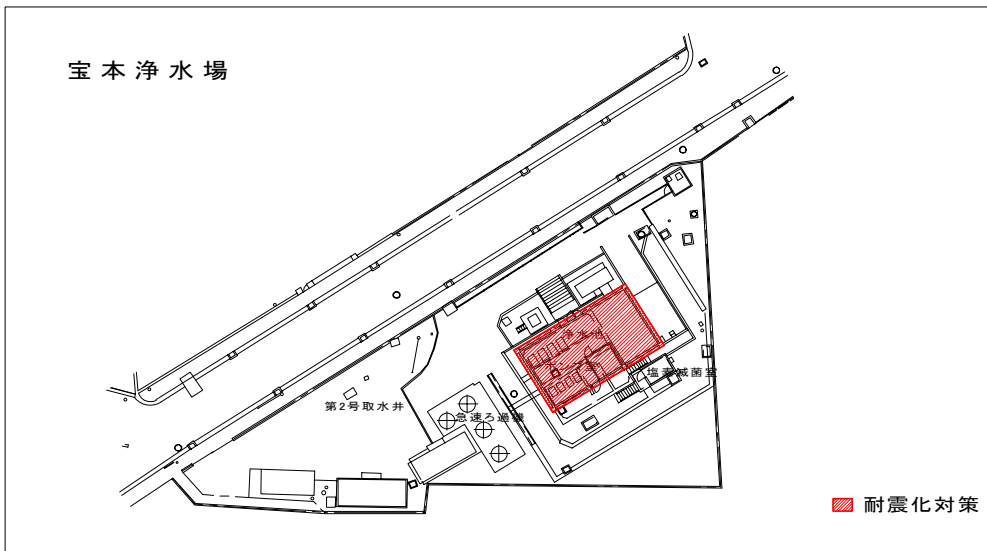 宝本浄水場
浄水池
塩素滅菌室
第2号取水井
急速ろ過機
耐震化対策